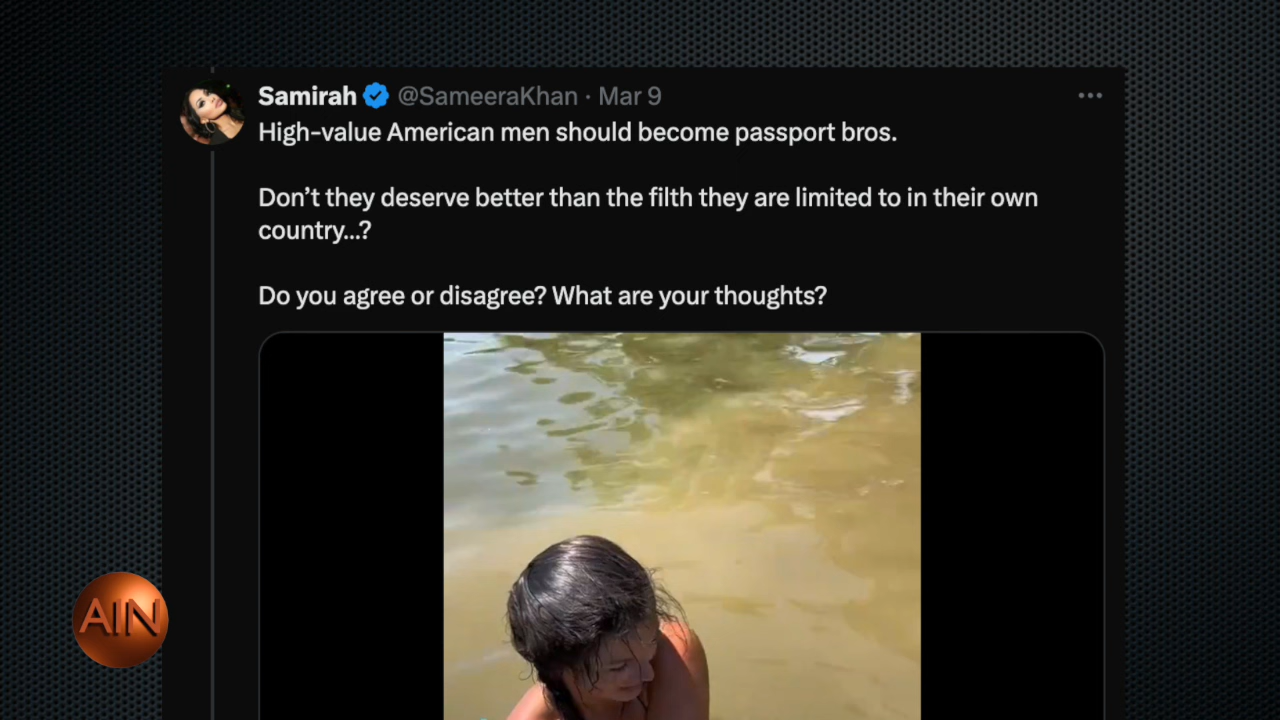 Samirah @SameeraKhan · Mar 9
High-value American men should become passport bros.
Don’t they deserve better than the filth they are limited to in their own
country...?
Do you agree or disagree? What are your thoughts?
AIN